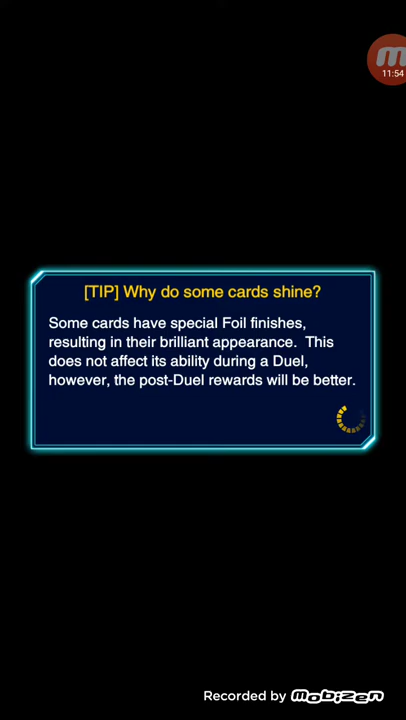 11:54
[TIP] Why do some cards shine?
Some cards have special Foil finishes,
resulting in their brilliant appearance.  This
does not affect its ability during a Duel,
however, the post-Duel rewards will be better.
Recorded by mobizen